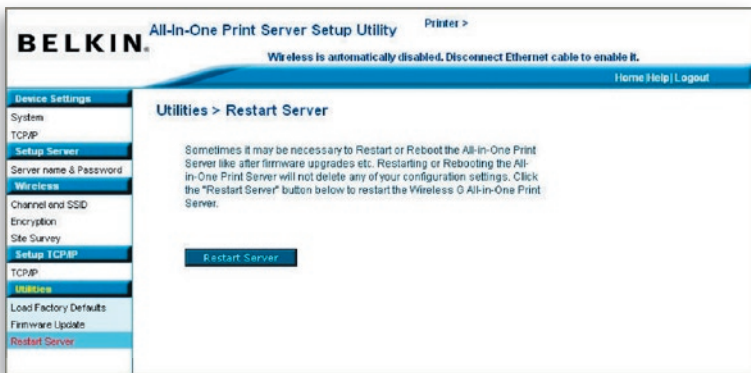 BELKIN.
All-In-One Print Server Setup Utility
Printer >
Wireless is automatically disabled. Disconnect Ethernet cable to enable it.
Home|Help|Logout
Device Settings
System
TCP/IP
Setup Server
Server name & Password
Wireless
Channel and SSID
Encryption
Site Survey
Setup TCP/IP
TCP/IP
Utilities
Load Factory Defaults
Firmware Update
Restart Server
Utilities > Restart Server
Sometimes it may be necessary to Restart or Reboot the All-in-One Print
Server like after firmware upgrades etc. Restarting or Rebooting the All-
in-One Print Server will not delete any of your configuration settings. Click
the "Restart Server" button below to restart the Wireless G All-in-One Print
Server.
Restart Server